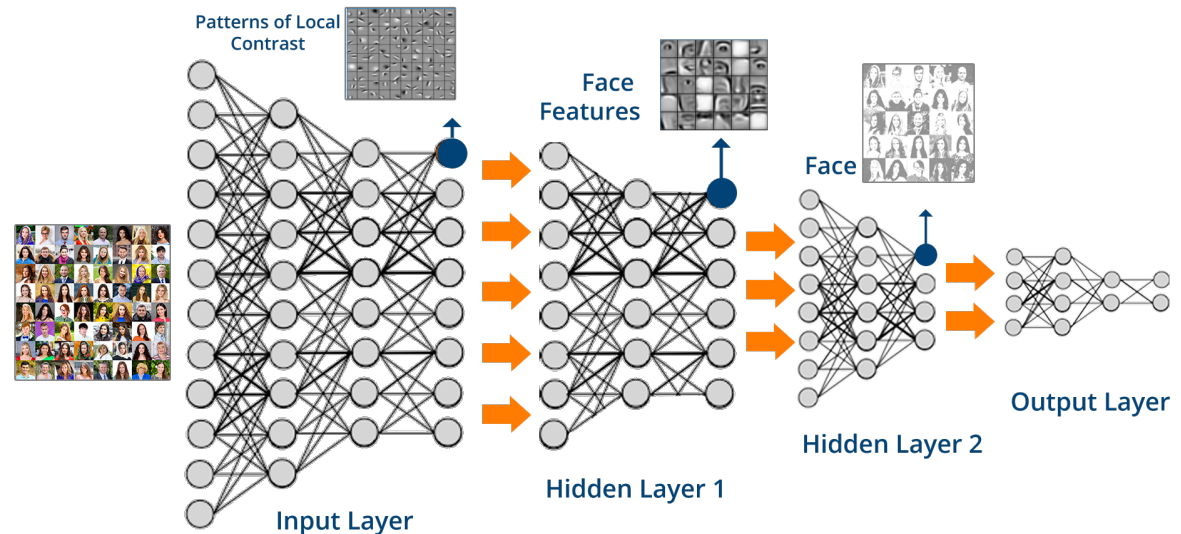 Patterns of Local
Contrast
Face
Features
Face
Output Layer
Hidden Layer 2
Hidden Layer 1
Input Layer